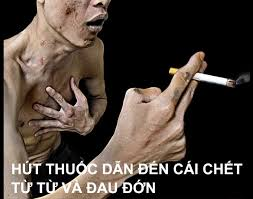 HÚT THUỐC DẪN ĐẾN CÁI CHẾT
TỪ TỪ VÀ ĐAU ĐỚN